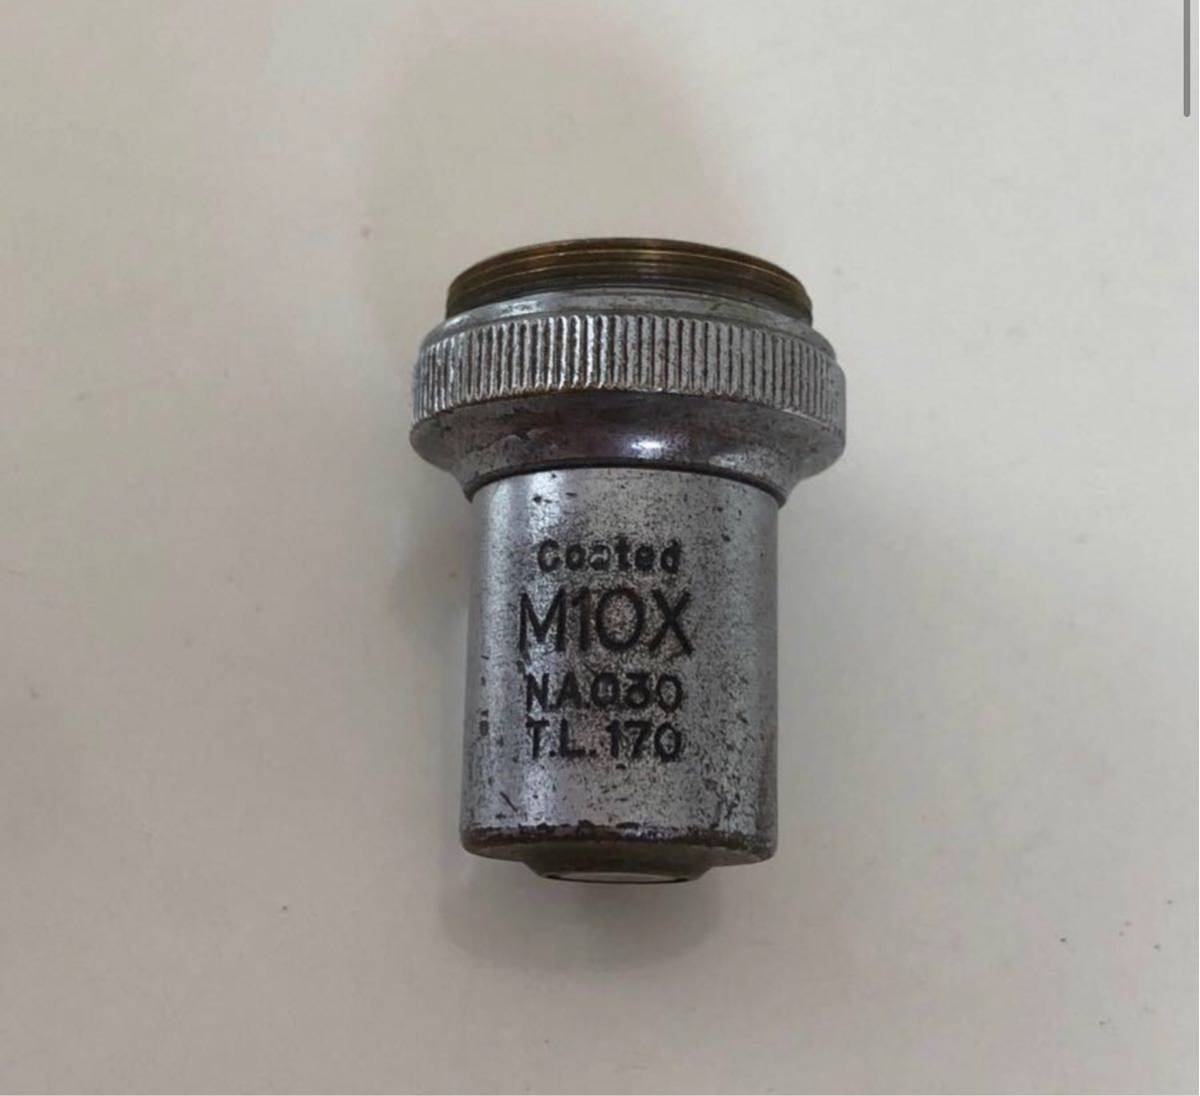 Coated
M10X
N.A.0.30
T.L.170